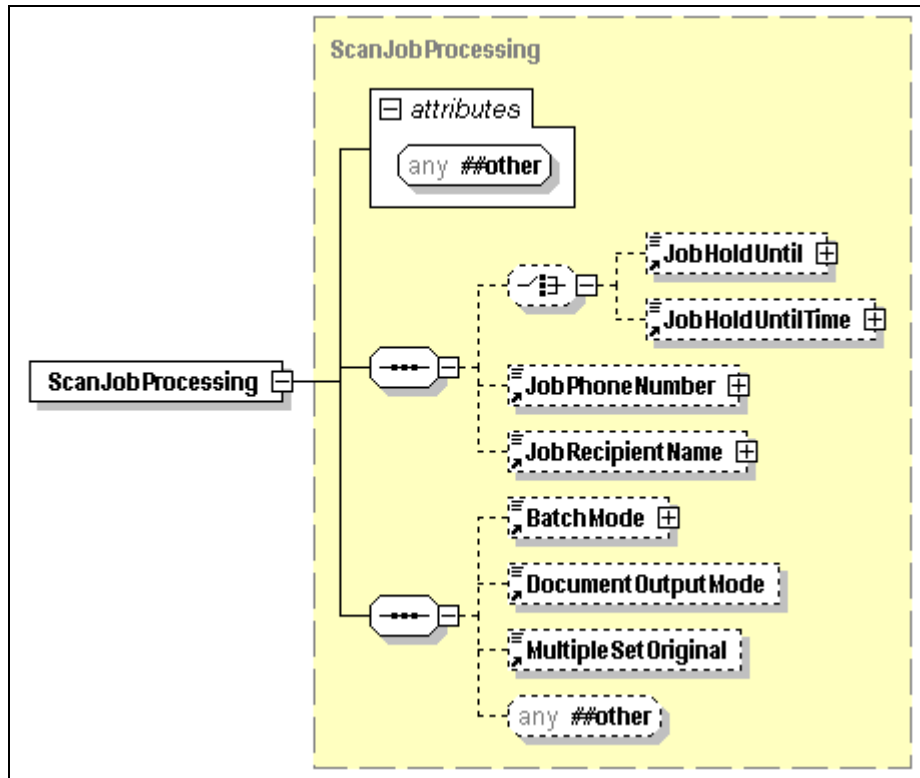 ScanJobProcessing
attributes
any ##other
JobHoldUntil
JobHoldUntilTime
ScanJobProcessing
JobPhoneNumber
JobRecipientName
BatchMode
DocumentOutputMode
MultipleSetOriginal
any ##other